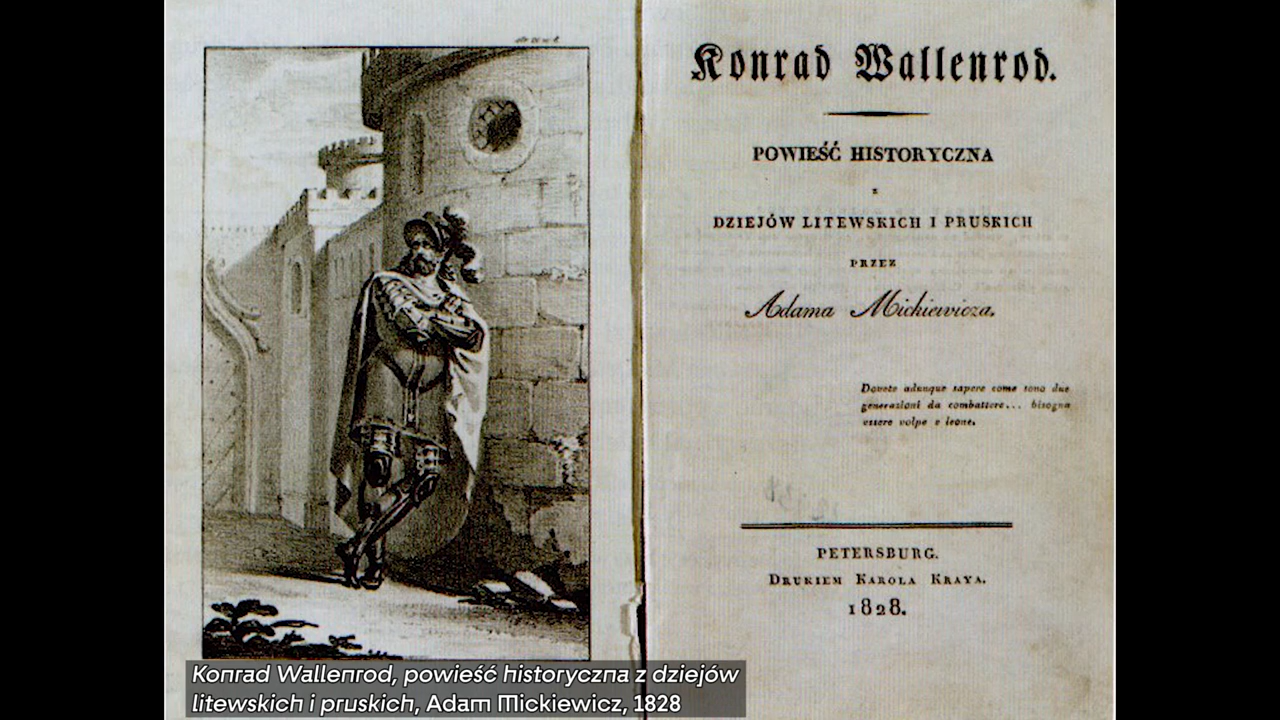 Konrad Wallenrod.
POWIEŚĆ HISTORYCZNA
z
DZIEJÓW LITEWSKICH I PRUSKICH
PRZEZ
Adama Mickiewicza.
Dovete adunque sapere come sono due
generazioni da combattere... bisogna
essere volpe e leone.
PETERSBURG.
DRUKIEM KAROLA KRAYA.
1828.
Konrad Wallenrod, powieść historyczna z dziejów
litewskich i pruskich, Adam Mickiewicz, 1828